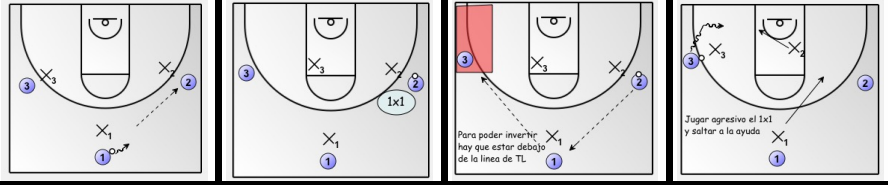 3
X3
X2
2
X1
1
3
X3
X2
2
1x1
X1
1
3
X3
X2
2
Para poder invertir
hay que estar debajo
de la linea de TL
X1
1
3
X3
X2
2
Jugar agresivo el 1x1
y saltar a la ayuda
X1
1